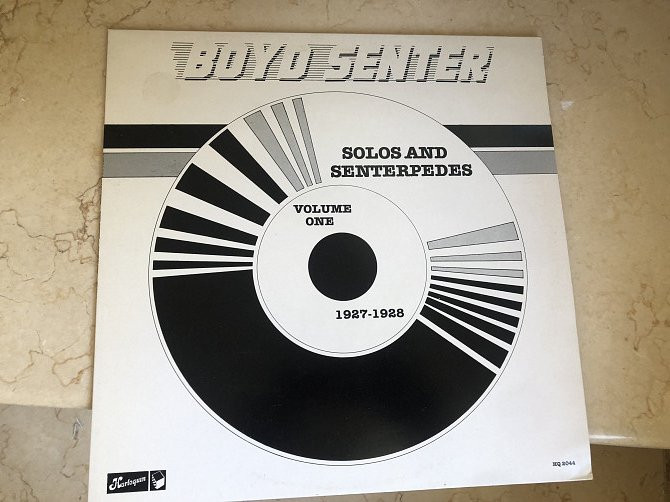 BOYD SENTER
SOLOS AND
SENTERPEDES
VOLUME
ONE
1927-1928
Harlequin
HQ 2044